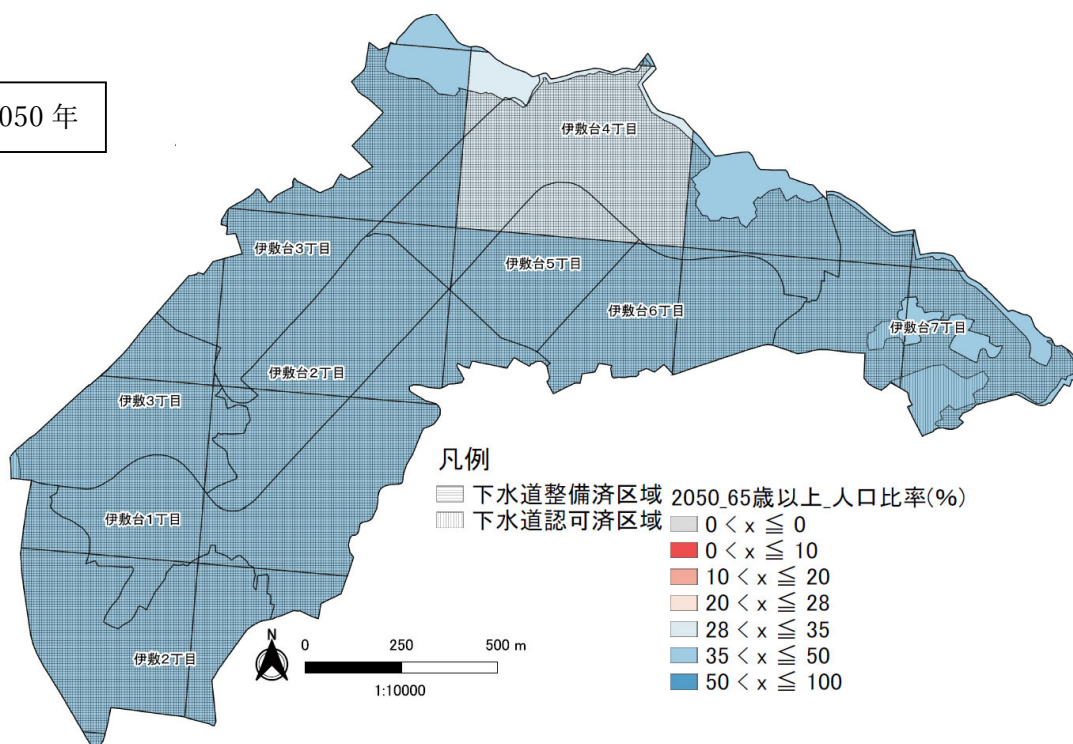 050 年
伊敷台4丁目
伊敷台3丁目
伊敷台5丁目
伊敷台6丁目
伊敷台7丁目
伊敷台2丁目
伊敷3丁目
伊敷台1丁目
伊敷2丁目
凡例
下水道整備済区域
下水道認可済区域
2050_65歳以上_人口比率(%)
0 < x ≦ 0
0 < x ≦ 10
10 < x ≦ 20
20 < x ≦ 28
28 < x ≦ 35
35 < x ≦ 50
50 < x ≦ 100
N
0 250 500 m
1:10000